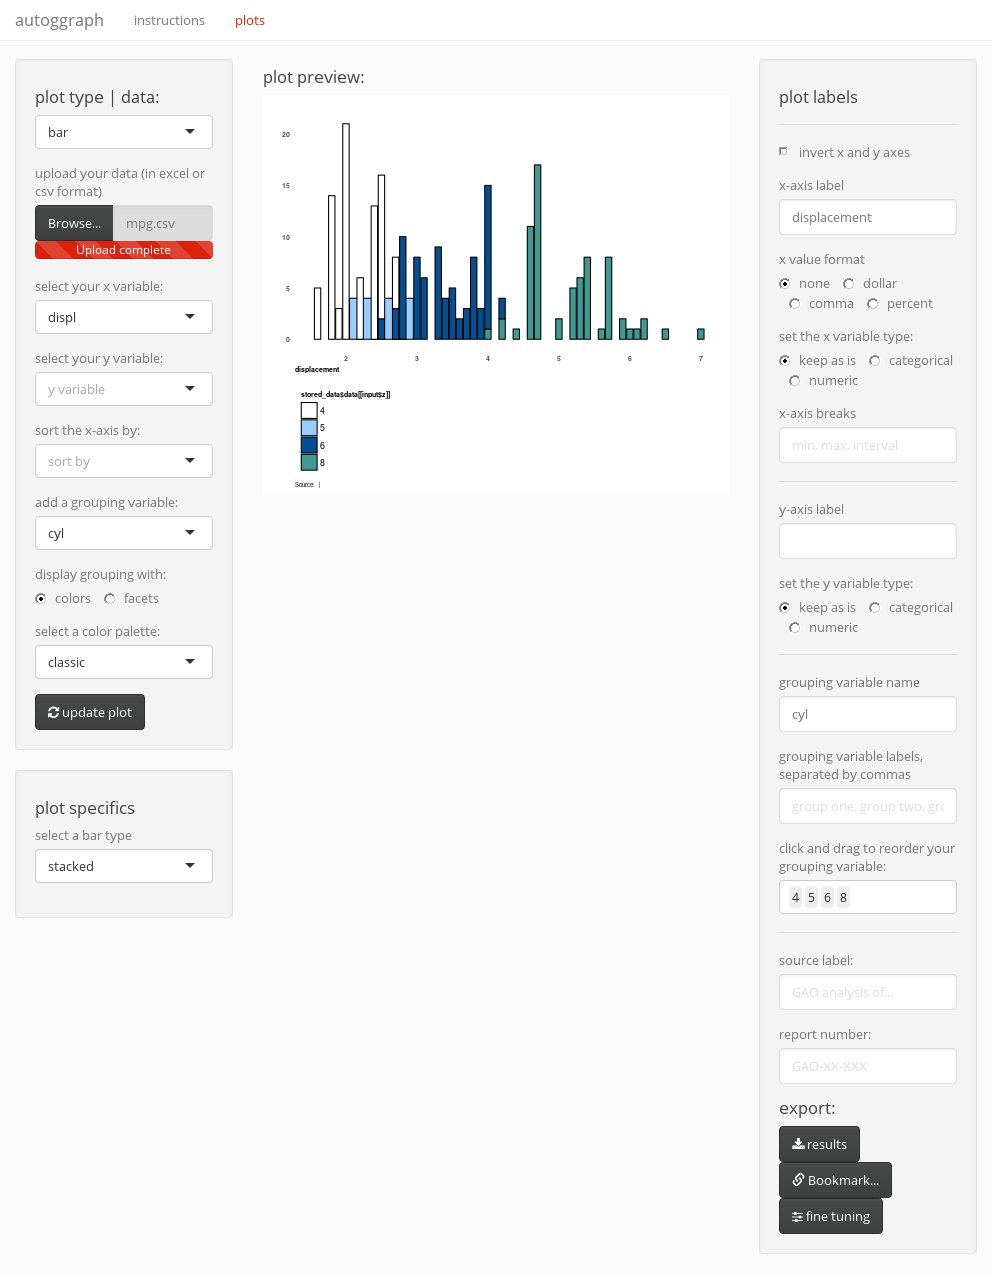 autoggraph instructions plots
plot type | data:
bar
upload your data (in excel or
csv format)
Browse... mpg.csv
Upload complete
select your x variable:
displ
select your y variable:
y variable
sort the x-axis by:
sort by
add a grouping variable:
cyl
display grouping with:
colors facets
select a color palette:
classic
update plot
plot specifics
select a bar type
stacked
plot preview:
20
15
10
5
0
2 3 4 5 6 7
displacement
stored_data$data[[input$z]]
4
5
6
8
Source: |
plot labels
invert x and y axes
x-axis label
displacement
x value format
none dollar
comma percent
set the x variable type:
keep as is categorical
numeric
x-axis breaks
min, max, interval
y-axis label
set the y variable type:
keep as is categorical
numeric
grouping variable name
cyl
grouping variable labels,
separated by commas
group one, group two, gro
click and drag to reorder your
grouping variable:
4 5 6 8
source label:
GAO analysis of...
report number:
GAO-XX-XXX
export:
results
Bookmark...
fine tuning